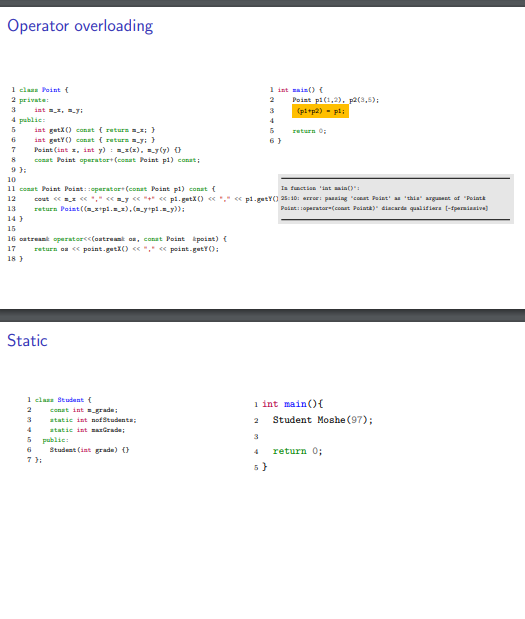 Operator overloading
1 class Point {
2 private:
3 int m_x, m_y;
4 public:
5 int getX() const { return m_x; }
6 int getY() const { return m_y; }
7 Point(int x, int y) : m_x(x), m_y(y) {}
8 const Point operator+(const Point p1) const;
9 };
10
11 const Point Point::operator+(const Point p1) const {
12 cout << m_x << "," << m_y << "+" << p1.getX() << "," << p1.getY()
13 return Point((m_x+p1.m_x),(m_y+p1.m_y));
14 }
15
16 ostream& operator<<(ostream& os, const Point &point) {
17 return os << point.getX() << "," << point.getY();
18 }
1 int main() {
2 Point p1(1,2), p2(3,5);
3 (p1+p2) = p1;
4
5 return 0;
6 }
In function 'int main()':
25:10: error: passing 'const Point' as 'this' argument of 'Point&
Point::operator=(const Point&)' discards qualifiers [-fpermissive]
Static
1 class Student {
2 const int m_grade;
3 static int nofStudents;
4 static int maxGrade;
5 public:
6 Student(int grade) {}
7 };
1 int main(){
2 Student Moshe(97);
3
4 return 0;
5 }